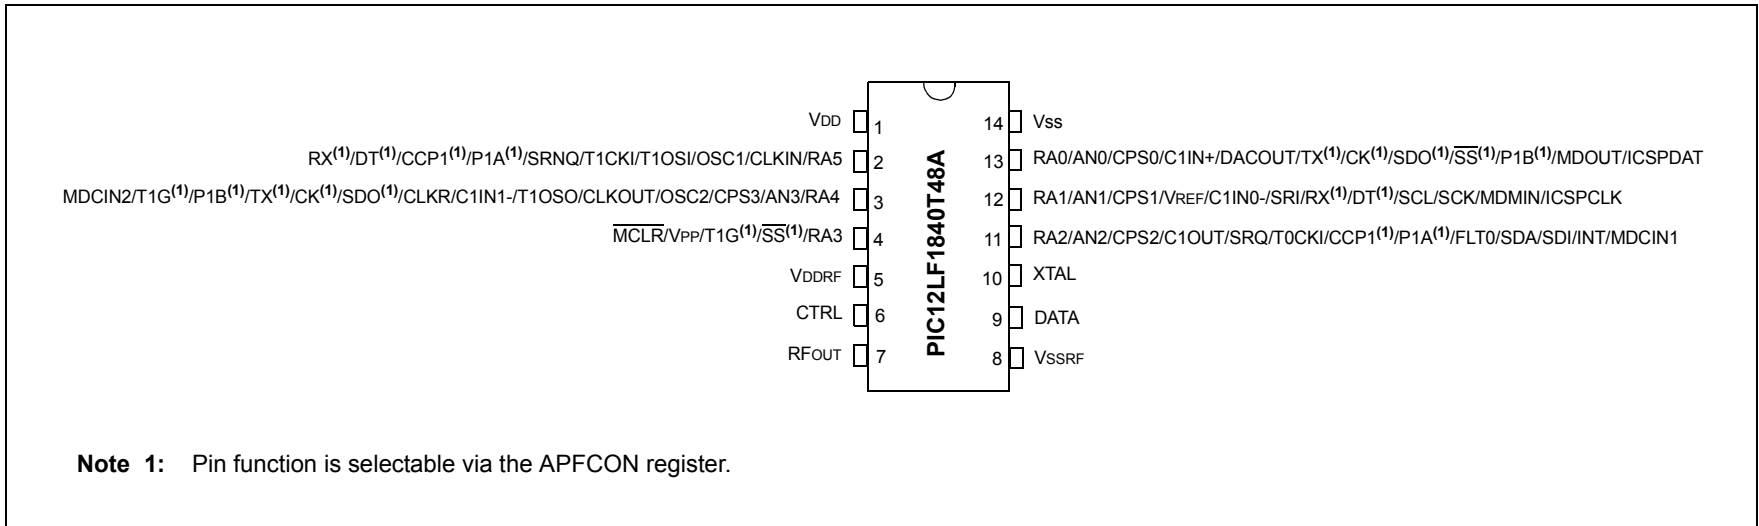 VDD 1 14 Vss
RX(1)/DT(1)/CCP1(1)/P1A(1)/SRNQ/T1CKI/T1OSI/OSC1/CLKIN/RA5 2 13 RA0/AN0/CPS0/C1IN+/DACOUT/TX(1)/CK(1)/SDO(1)/SS(1)/P1B(1)/MDOUT/ICSPDAT
MDCIN2/T1G(1)/P1B(1)/TX(1)/CK(1)/SDO(1)/CLKR/C1IN1-/T1OSO/CLKOUT/OSC2/CPS3/AN3/RA4 3 12 RA1/AN1/CPS1/VREF/C1IN0-/SRI/RX(1)/DT(1)/SCL/SCK/MDMIN/ICSPCLK
MCLR/VPP/T1G(1)/SS(1)/RA3 4 11 RA2/AN2/CPS2/C1OUT/SRQ/T0CKI/CCP1(1)/P1A(1)/FLT0/SDA/SDI/INT/MDCIN1
VDDRF 5 10 XTAL
CTRL 6 9 DATA
RFOUT 7 8 VSSRF
PIC12LF1840T48A
Note 1: Pin function is selectable via the APFCON register.